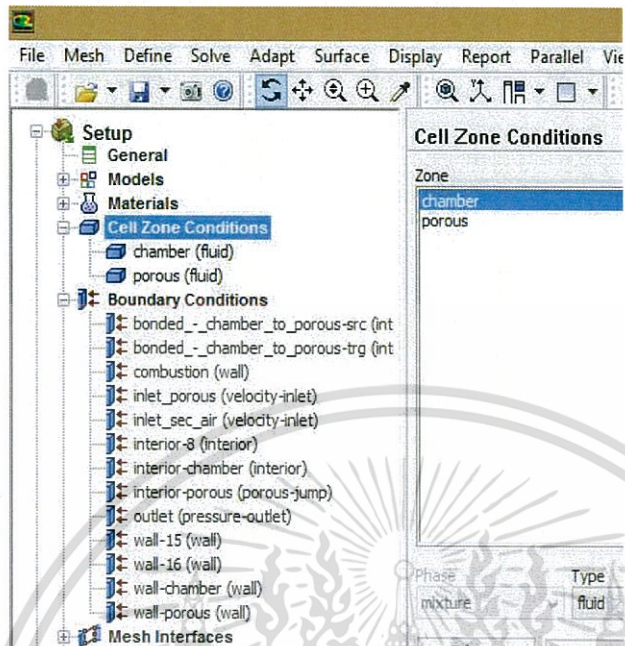 File Mesh Define Solve Adapt Surface Display Report Parallel Vie
Setup
General
Models
Materials
Cell Zone Conditions
chamber (fluid)
porous (fluid)
Boundary Conditions
bonded_-_chamber_to_porous-src (int
bonded_-_chamber_to_porous-trg (int
combustion (wall)
inlet_porous (velocity-inlet)
inlet_sec_air (velocity-inlet)
interior-8 (interior)
interior-chamber (interior)
interior-porous (porous-jump)
outlet (pressure-outlet)
wall-15 (wall)
wall-16 (wall)
wall-chamber (wall)
wall-porous (wall)
Mesh Interfaces
Cell Zone Conditions
Zone
chamber
porous
Phase Type
mixture fluid